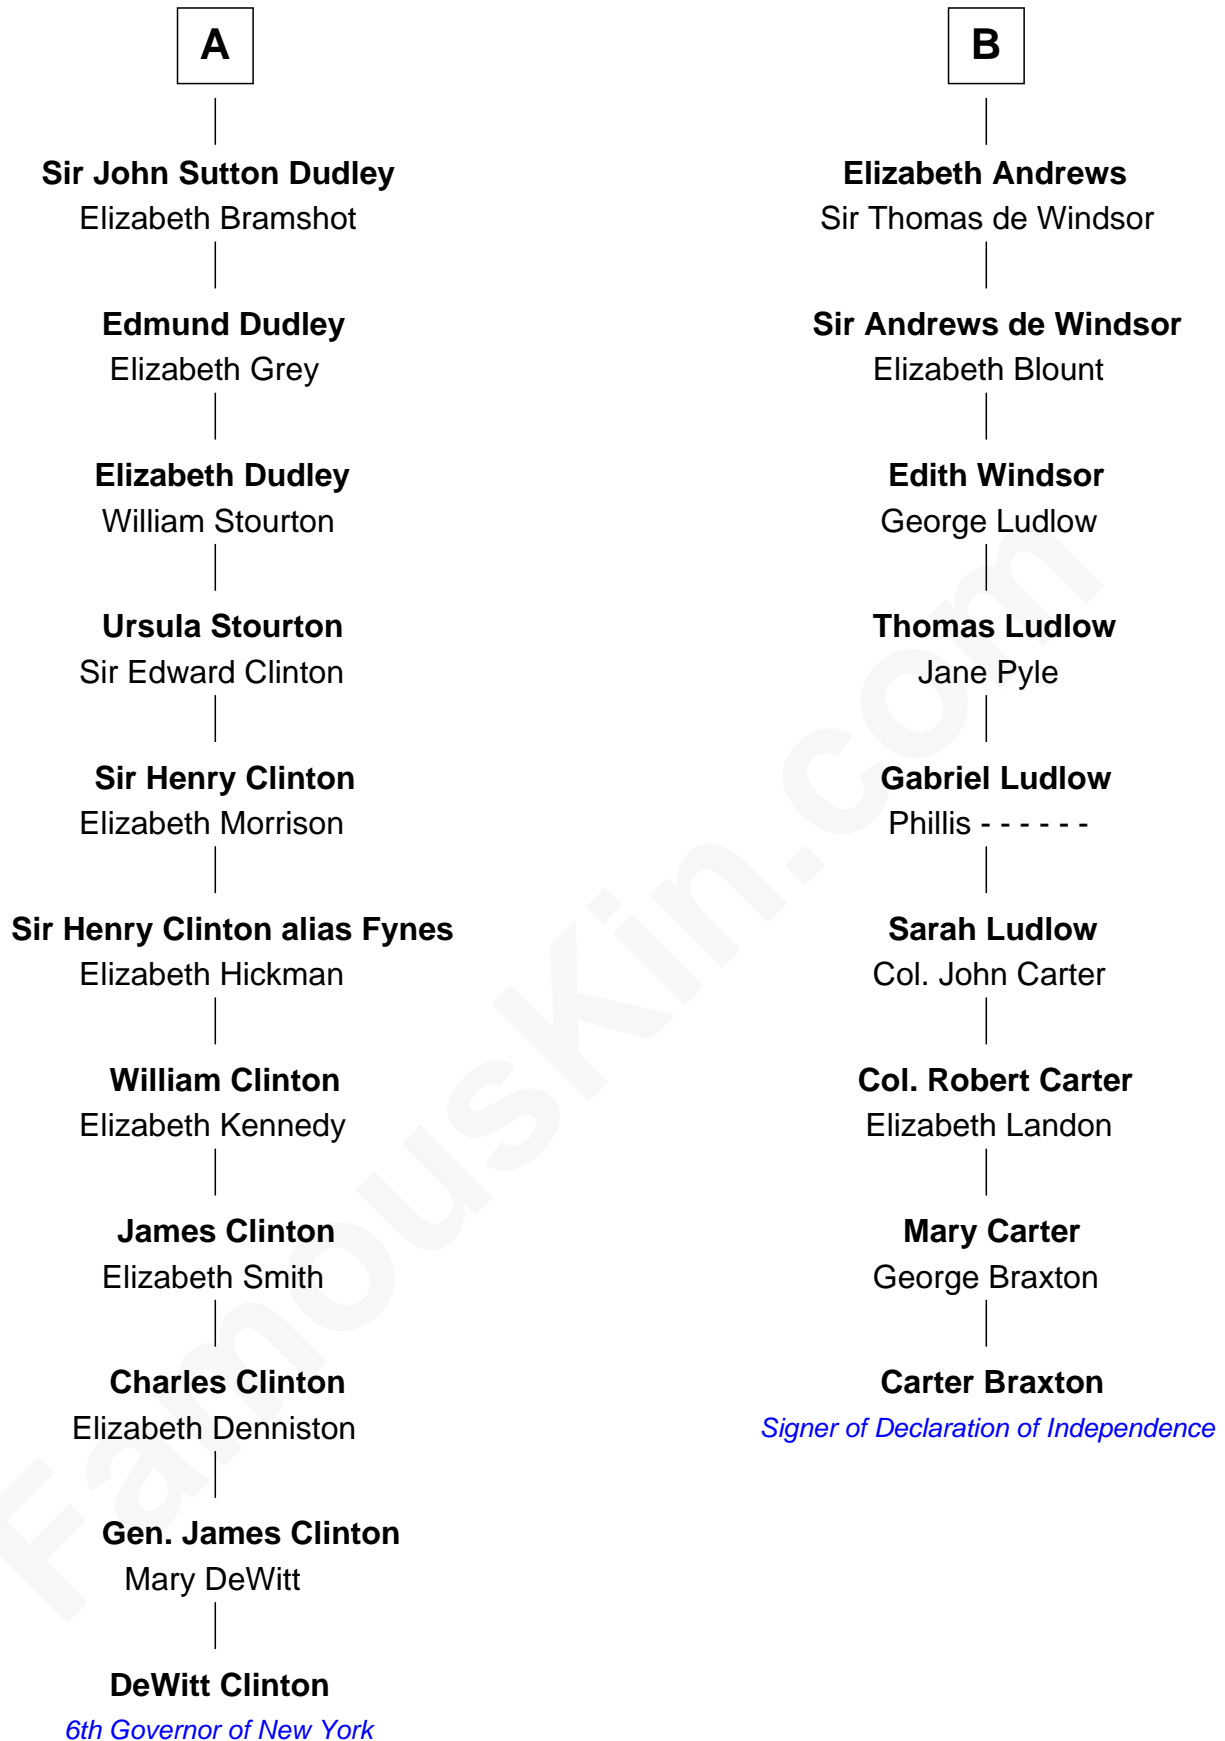 A
Sir John Sutton Dudley
Elizabeth Bramshot
Edmund Dudley
Elizabeth Grey
Elizabeth Dudley
William Stourton
Ursula Stourton
Sir Edward Clinton
Sir Henry Clinton
Elizabeth Morrison
Sir Henry Clinton alias Fynes
Elizabeth Hickman
William Clinton
Elizabeth Kennedy
James Clinton
Elizabeth Smith
Charles Clinton
Elizabeth Denniston
Gen. James Clinton
Mary DeWitt
DeWitt Clinton
6th Governor of New York
B
Elizabeth Andrews
Sir Thomas de Windsor
Sir Andrews de Windsor
Elizabeth Blount
Edith Windsor
George Ludlow
Thomas Ludlow
Jane Pyle
Gabriel Ludlow
Phillis - - - - - -
Sarah Ludlow
Col. John Carter
Col. Robert Carter
Elizabeth Landon
Mary Carter
George Braxton
Carter Braxton
Signer of Declaration of Independence
FamousKin.com